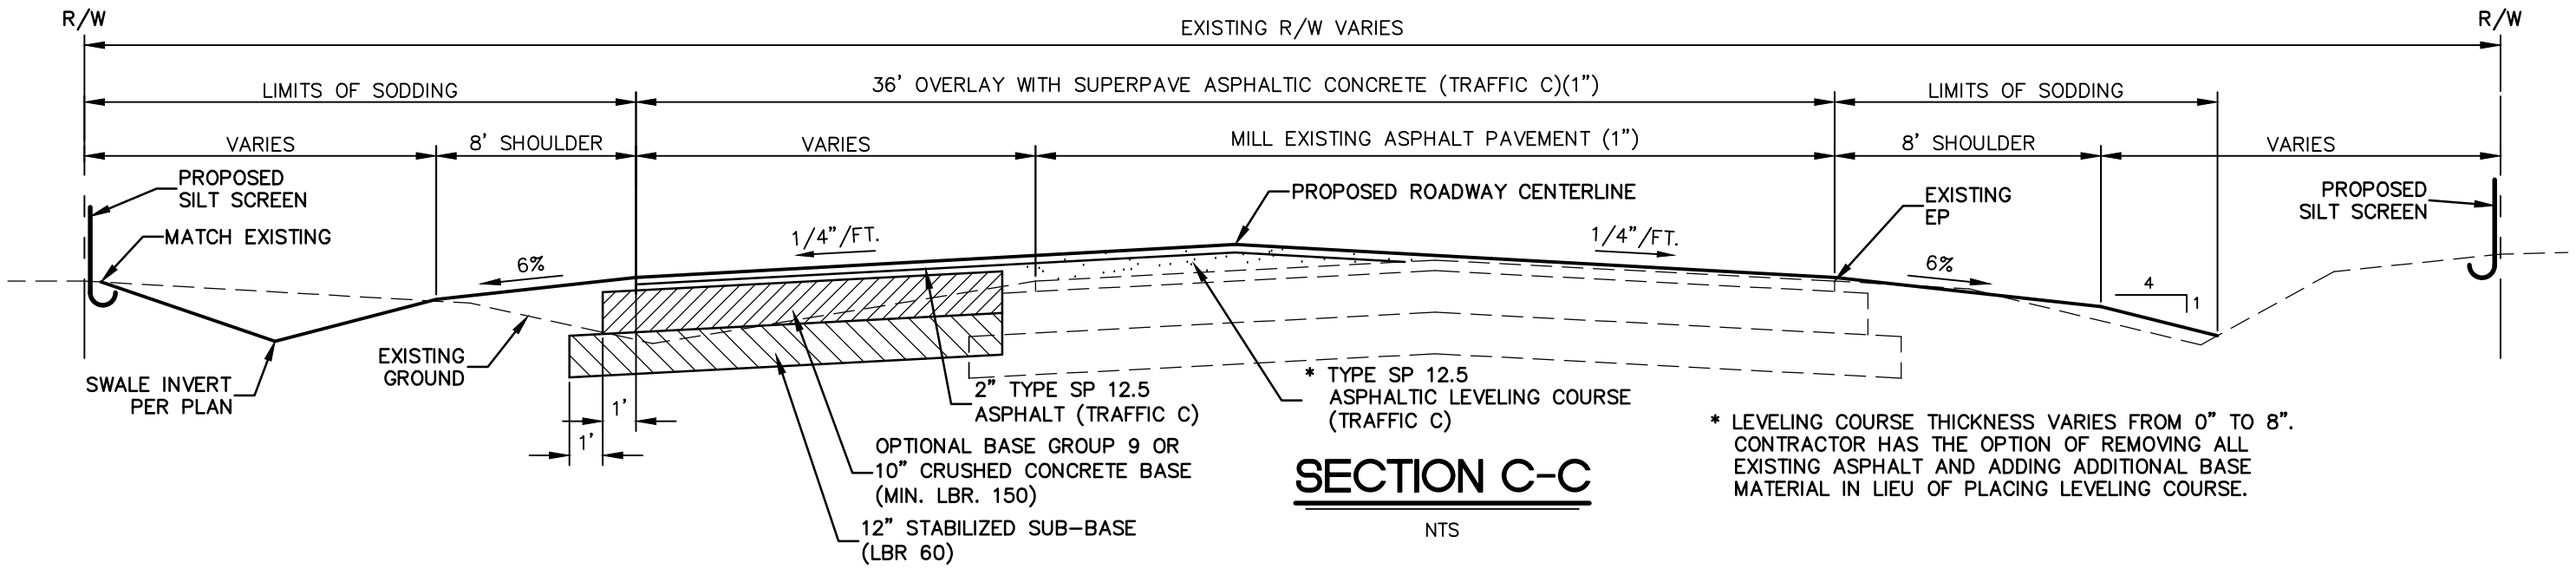 R/W
R/W
EXISTING R/W VARIES
LIMITS OF SODDING
36' OVERLAY WITH SUPERPAVE ASPHALTIC CONCRETE (TRAFFIC C)(1")
LIMITS OF SODDING
VARIES
8' SHOULDER
VARIES
MILL EXISTING ASPHALT PAVEMENT (1")
8' SHOULDER
VARIES
PROPOSED
SILT SCREEN
PROPOSED ROADWAY CENTERLINE
EXISTING
EP
PROPOSED
SILT SCREEN
MATCH EXISTING
1/4"/FT.
1/4"/FT.
6%
6%
4
1
EXISTING
GROUND
SWALE INVERT
PER PLAN
1'
1'
2" TYPE SP 12.5
ASPHALT (TRAFFIC C)
* TYPE SP 12.5
ASPHALTIC LEVELING COURSE
(TRAFFIC C)
OPTIONAL BASE GROUP 9 OR
10" CRUSHED CONCRETE BASE
(MIN. LBR. 150)
12" STABILIZED SUB-BASE
(LBR 60)
* LEVELING COURSE THICKNESS VARIES FROM 0" TO 8".
CONTRACTOR HAS THE OPTION OF REMOVING ALL
EXISTING ASPHALT AND ADDING ADDITIONAL BASE
MATERIAL IN LIEU OF PLACING LEVELING COURSE.
SECTION C-C
NTS